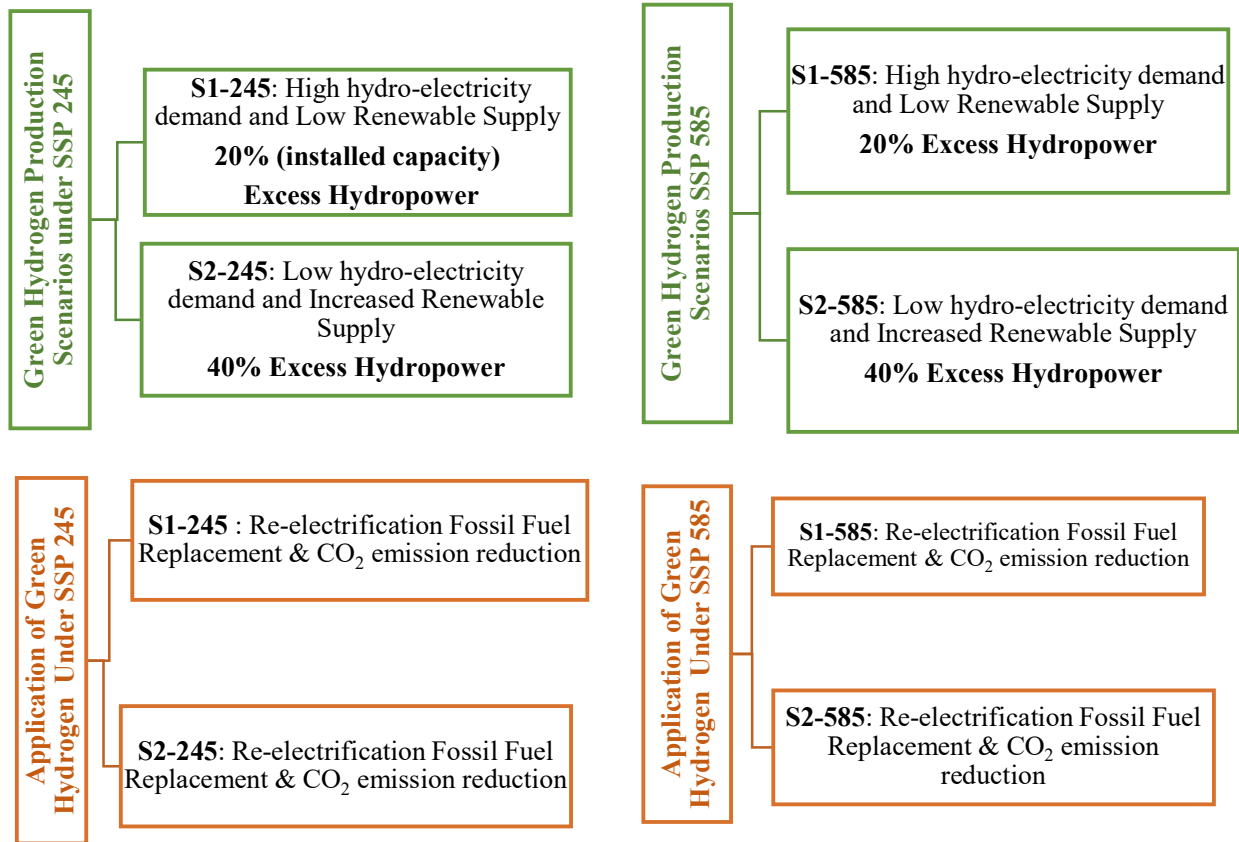 Green Hydrogen Production
Scenarios under SSP 245
S1-245: High hydro-electricity
demand and Low Renewable Supply
20% (installed capacity)
Excess Hydropower
S2-245: Low hydro-electricity
demand and Increased Renewable
Supply
40% Excess Hydropower
Green Hydrogen Production
Scenarios SSP 585
S1-585: High hydro-electricity demand
and Low Renewable Supply
20% Excess Hydropower
S2-585: Low hydro-electricity demand
and Increased Renewable Supply
40% Excess Hydropower
Application of Green
Hydrogen Under SSP 245
S1-245 : Re-electrification Fossil Fuel
Replacement & CO₂ emission reduction
S2-245: Re-electrification Fossil Fuel
Replacement & CO₂ emission reduction
Application of Green
Hydrogen Under SSP 585
S1-585: Re-electrification Fossil Fuel
Replacement & CO₂ emission reduction
S2-585: Re-electrification Fossil Fuel
Replacement & CO₂ emission
reduction